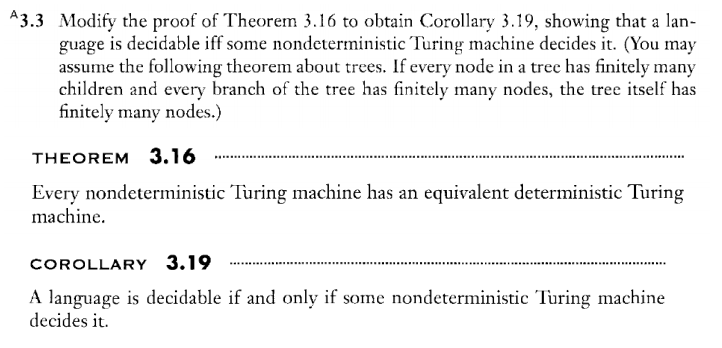 ᴬ3.3 Modify the proof of Theorem 3.16 to obtain Corollary 3.19, showing that a lan-
guage is decidable iff some nondeterministic Turing machine decides it. (You may
assume the following theorem about trees. If every node in a tree has finitely many
children and every branch of the tree has finitely many nodes, the tree itself has
finitely many nodes.)
THEOREM 3.16
Every nondeterministic Turing machine has an equivalent deterministic Turing
machine.
COROLLARY 3.19
A language is decidable if and only if some nondeterministic Turing machine
decides it.